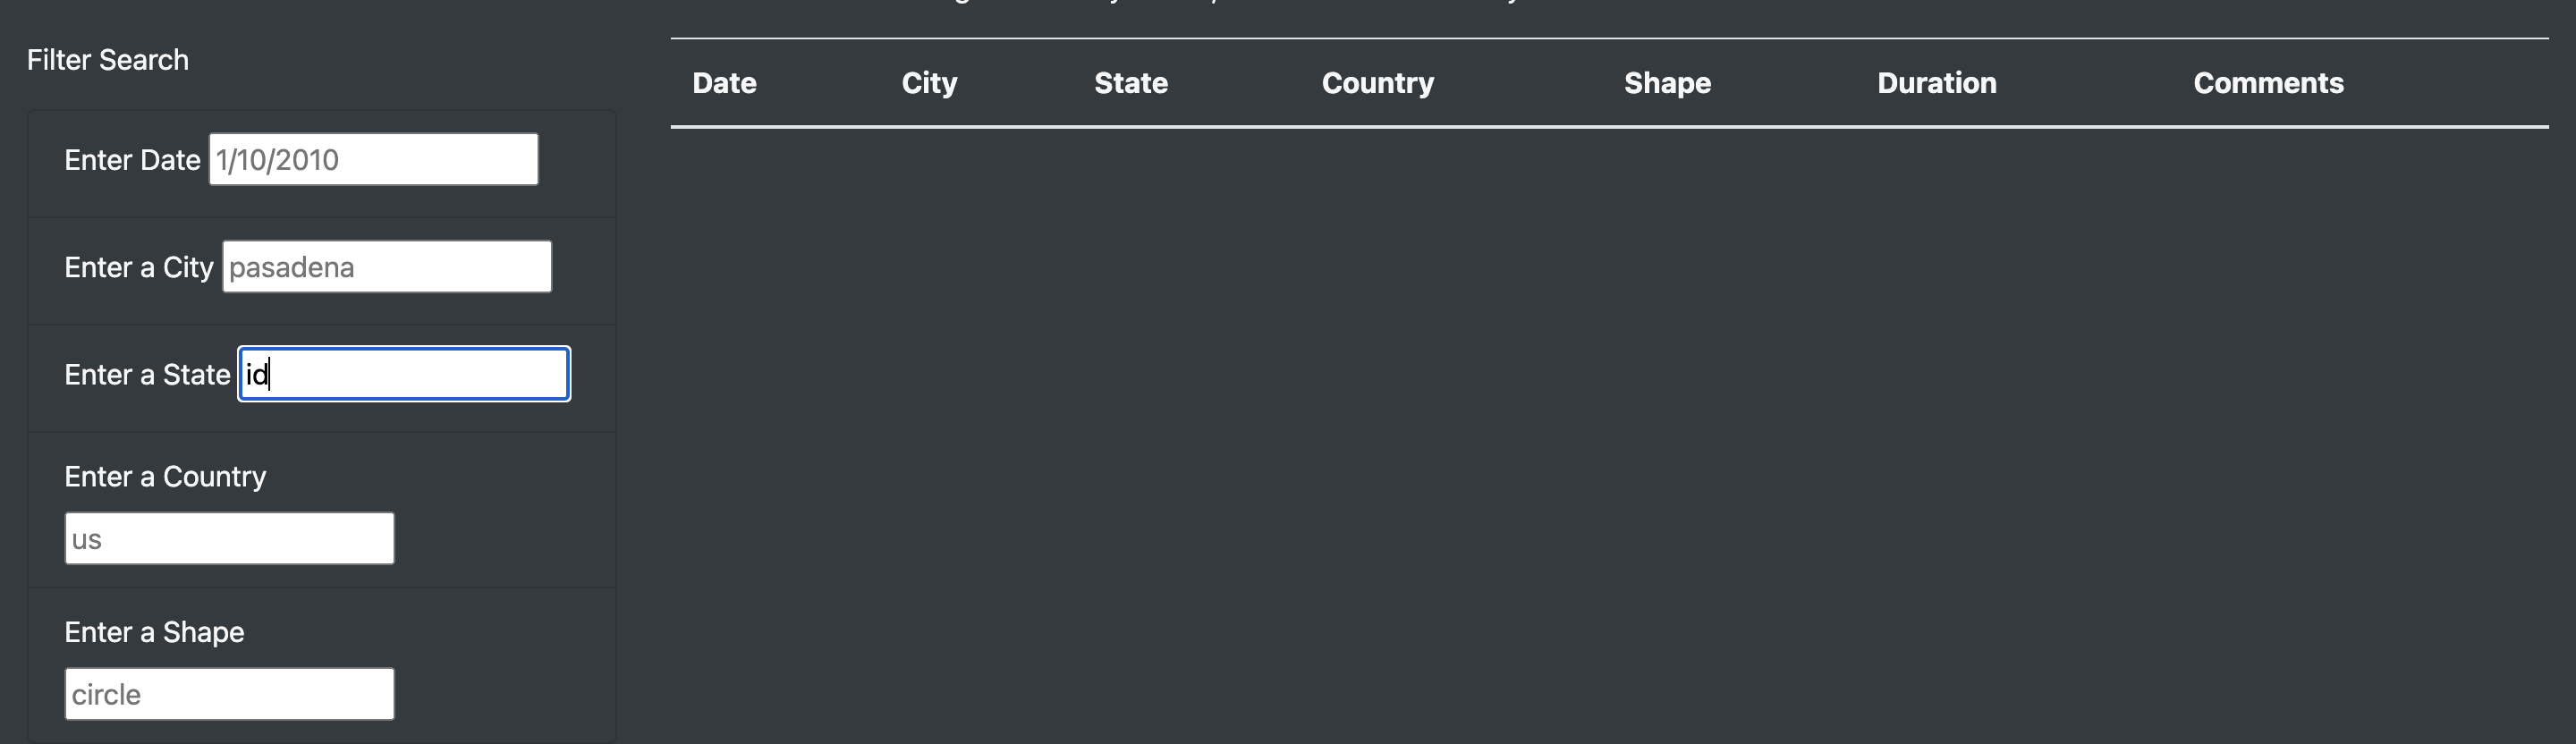 Filter Search
Date City State Country Shape Duration Comments
Enter Date 1/10/2010
Enter a City pasadena
Enter a State id
Enter a Country
us
Enter a Shape
circle